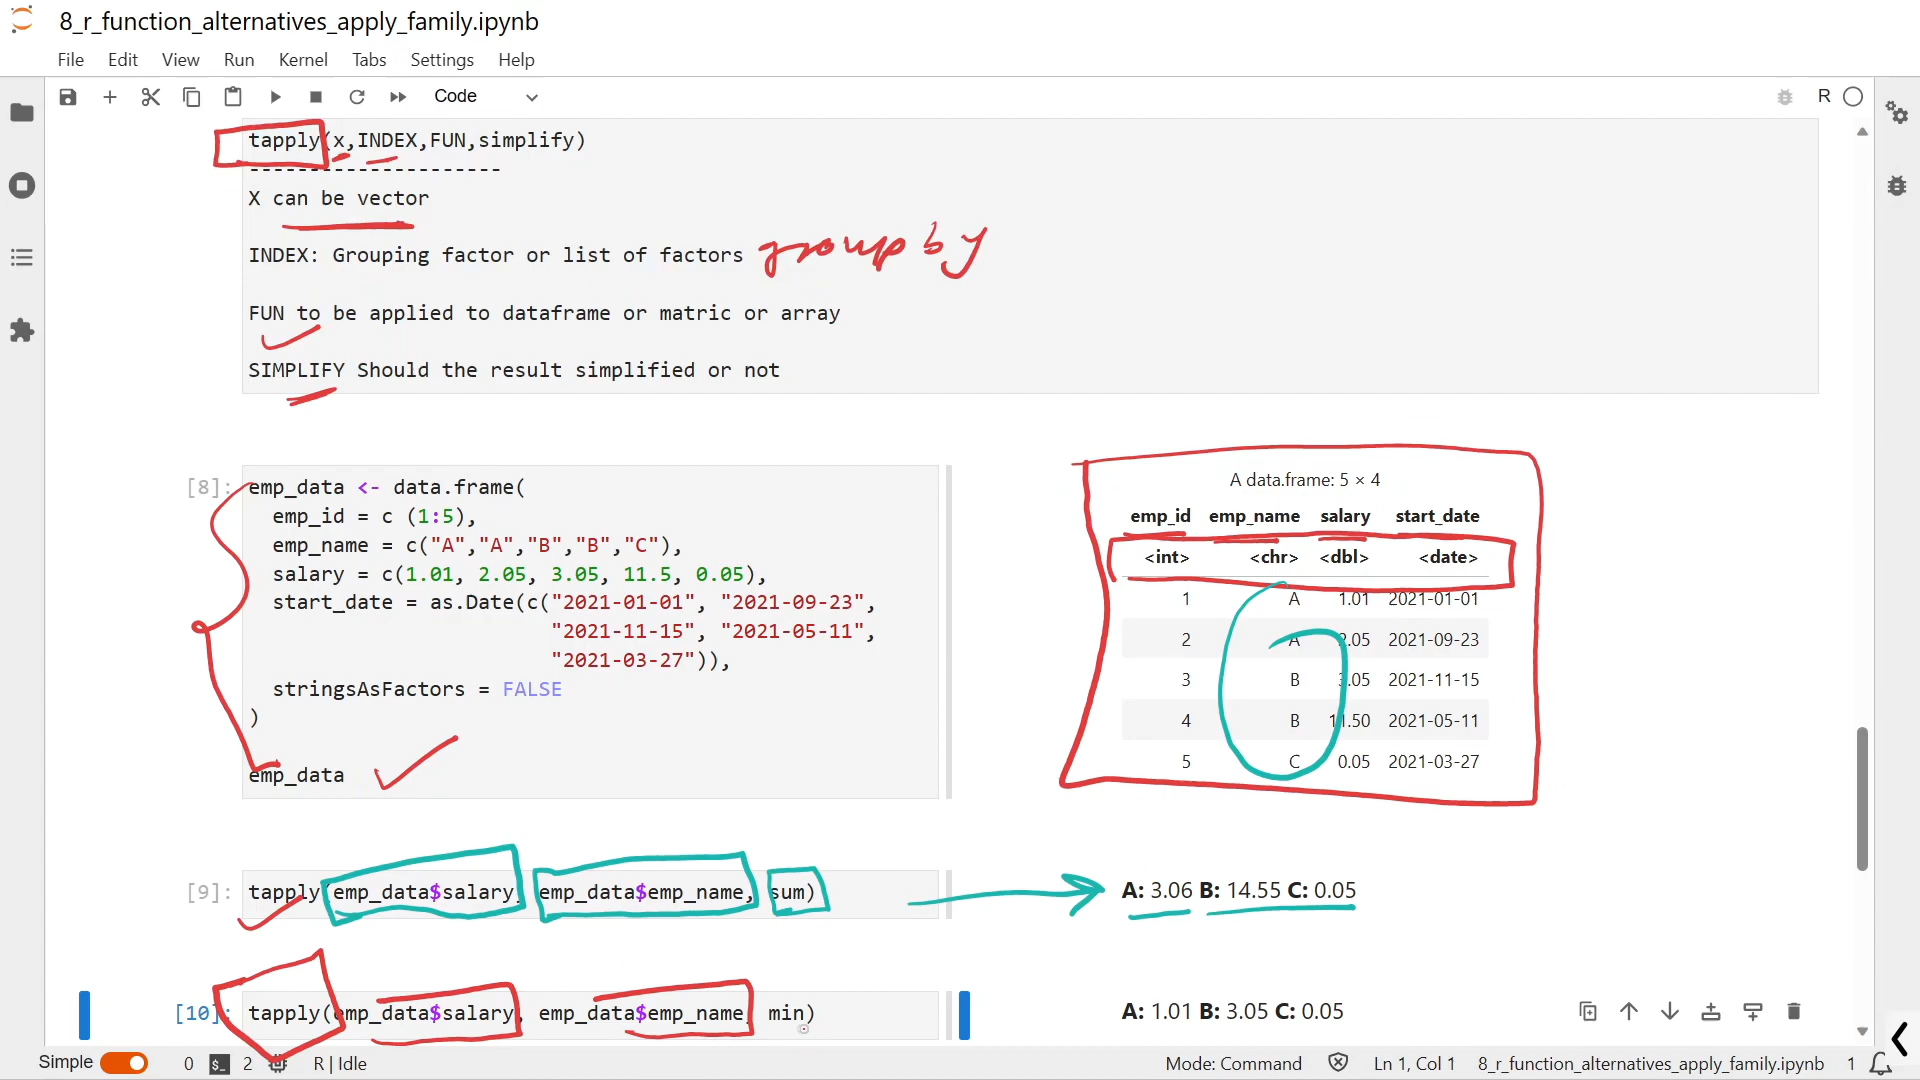 8_r_function_alternatives_apply_family.ipynb
File Edit View Run Kernel Tabs Settings Help
Code
R
tapply(x,INDEX,FUN,simplify)
---------------------
X can be vector
INDEX: Grouping factor or list of factors
group by
FUN to be applied to dataframe or matric or array
SIMPLIFY Should the result simplified or not
[8]:
emp_data <- data.frame(
emp_id = c (1:5),
emp_name = c("A","A","B","B","C"),
salary = c(1.01, 2.05, 3.05, 11.5, 0.05),
start_date = as.Date(c("2021-01-01", "2021-09-23",
"2021-11-15", "2021-05-11",
"2021-03-27")),
stringsAsFactors = FALSE
)
emp_data
A data.frame: 5 × 4
emp_id emp_name salary start_date
<int> <chr> <dbl> <date>
1 A 1.01 2021-01-01
2 A 2.05 2021-09-23
3 B 3.05 2021-11-15
4 B 11.50 2021-05-11
5 C 0.05 2021-03-27
[9]: tapply(emp_data$salary, emp_data$emp_name, sum)
A: 3.06 B: 14.55 C: 0.05
[10]: tapply(emp_data$salary, emp_data$emp_name, min)
A: 1.01 B: 3.05 C: 0.05
Simple 0 2 R | Idle Mode: Command Ln 1, Col 1 8_r_function_alternatives_apply_family.ipynb 1